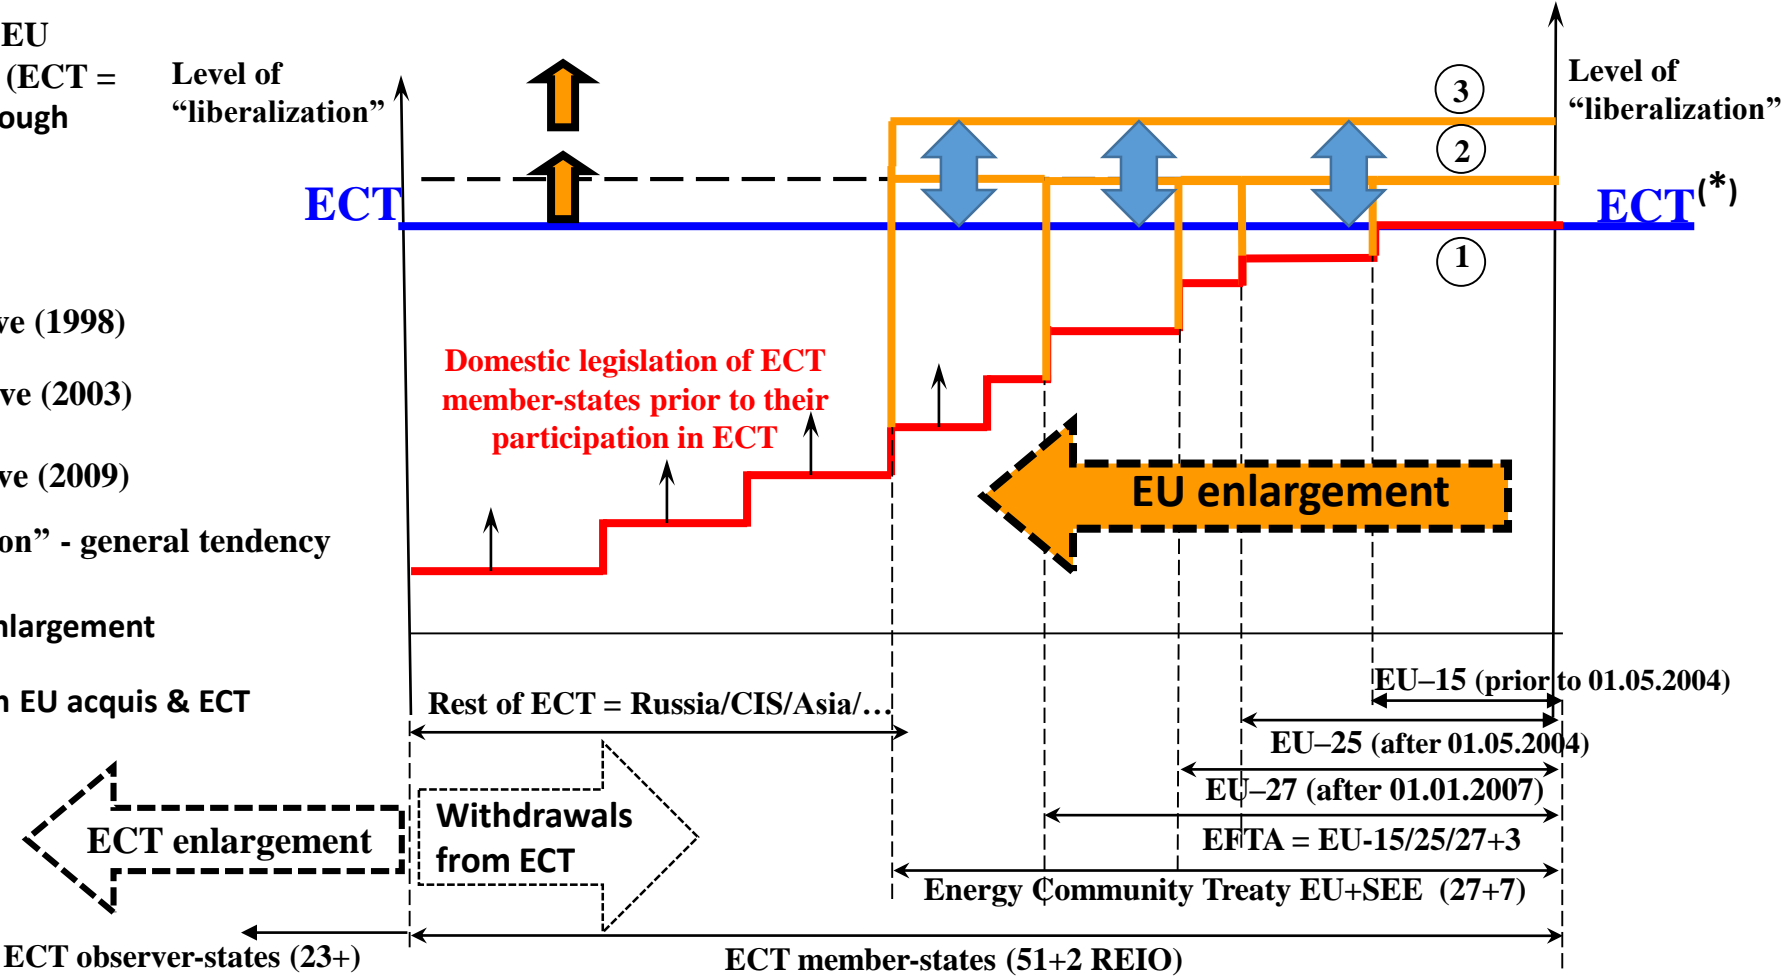 EU
(ECT =
ough
Level of
“liberalization”
ECT
3
2
1
Level of
“liberalization”
ECT(*)
ve (1998)
ve (2003)
ve (2009)
on” - general tendency
nlargement
n EU acquis & ECT
Domestic legislation of ECT
member-states prior to their
participation in ECT
EU enlargement
Rest of ECT = Russia/CIS/Asia/…
EU–15 (prior to 01.05.2004)
EU–25 (after 01.05.2004)
EU–27 (after 01.01.2007)
EFTA = EU-15/25/27+3
Energy Community Treaty EU+SEE (27+7)
ECT enlargement
Withdrawals
from ECT
ECT observer-states (23+)
ECT member-states (51+2 REIO)